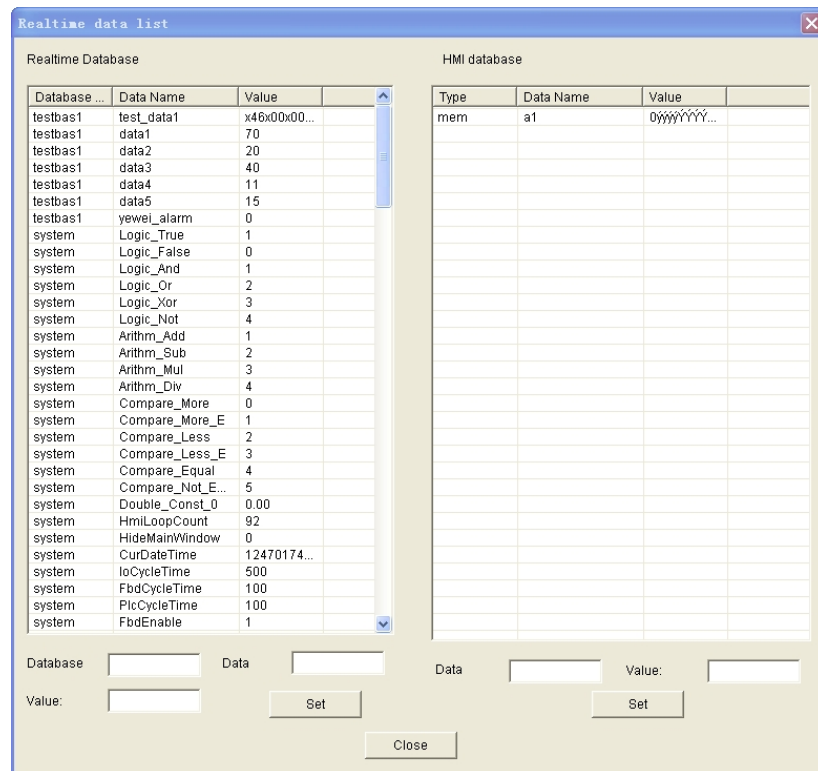 Realtime data list
Realtime Database
HMI database
Database ... Data Name Value
testbas1 test_data1 x46x00x00...
testbas1 data1 70
testbas1 data2 20
testbas1 data3 40
testbas1 data4 11
testbas1 data5 15
testbas1 yewei_alarm 0
system Logic_True 1
system Logic_False 0
system Logic_And 1
system Logic_Or 2
system Logic_Xor 3
system Logic_Not 4
system Arithm_Add 1
system Arithm_Sub 2
system Arithm_Mul 3
system Arithm_Div 4
system Compare_More 0
system Compare_More_E 1
system Compare_Less 2
system Compare_Less_E 3
system Compare_Equal 4
system Compare_Not_E... 5
system Double_Const_0 0.00
system HmiLoopCount 92
system HideMainWindow 0
system CurDateTime 12470174...
system IoCycleTime 500
system FbdCycleTime 100
system PlcCycleTime 100
system FbdEnable 1
Type Data Name Value
mem a1 0ýýýýÝÝÝÝ...
Database Data
Value: Set
Data Value:
Set
Close